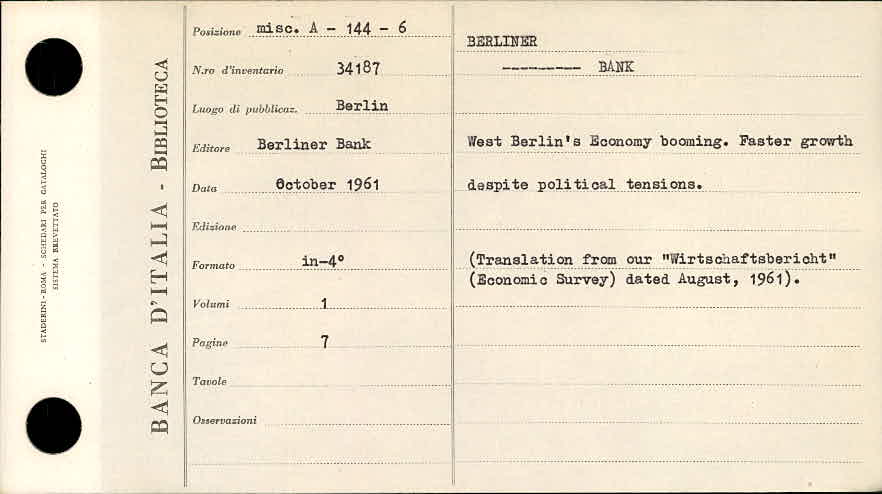 STADERINI - ROMA - SCHEDARI PER CATALOGHI
SISTEMA BREVETTATO
BANCA D'ITALIA - BIBLIOTECA
Posizione misc. A - 144 - 6
N.ro d'inventario 34187
Luogo di pubblicaz. Berlin
Editore Berliner Bank
Data October 1961
Edizione
Formato in-4°
Volumi 1
Pagine 7
Tavole
Osservazioni
BERLINER
--------- BANK
West Berlin's Economy booming. Faster growth
despite political tensions.
(Translation from our "Wirtschaftsbericht"
(Economic Survey) dated August, 1961).